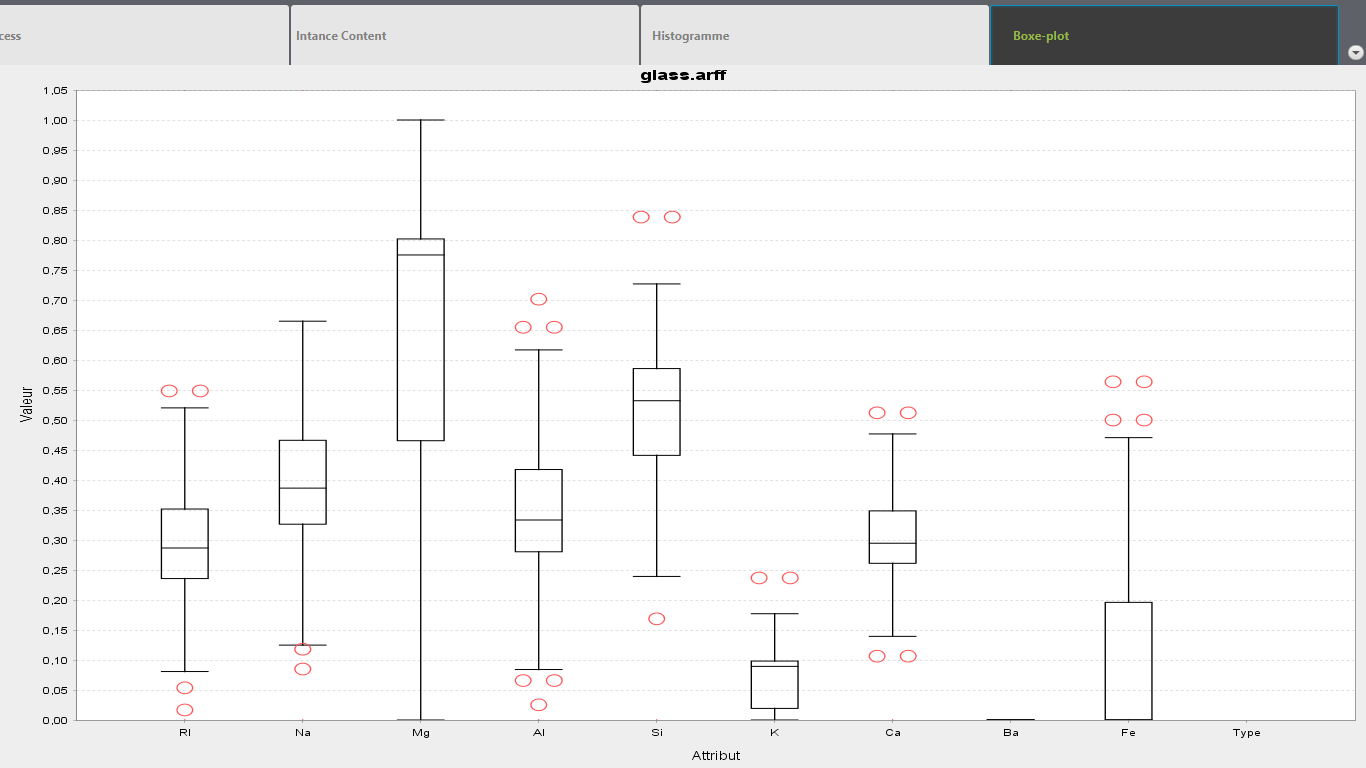 cess
Intance Content
Histogramme
Boxe-plot
glass.arff
1,05
1,00
0,95
0,90
0,85
0,80
0,75
0,70
0,65
0,60
0,55
0,50
0,45
0,40
0,35
0,30
0,25
0,20
0,15
0,10
0,05
0,00
Valeur
RI Na Mg Al Si K Ca Ba Fe Type
Attribut